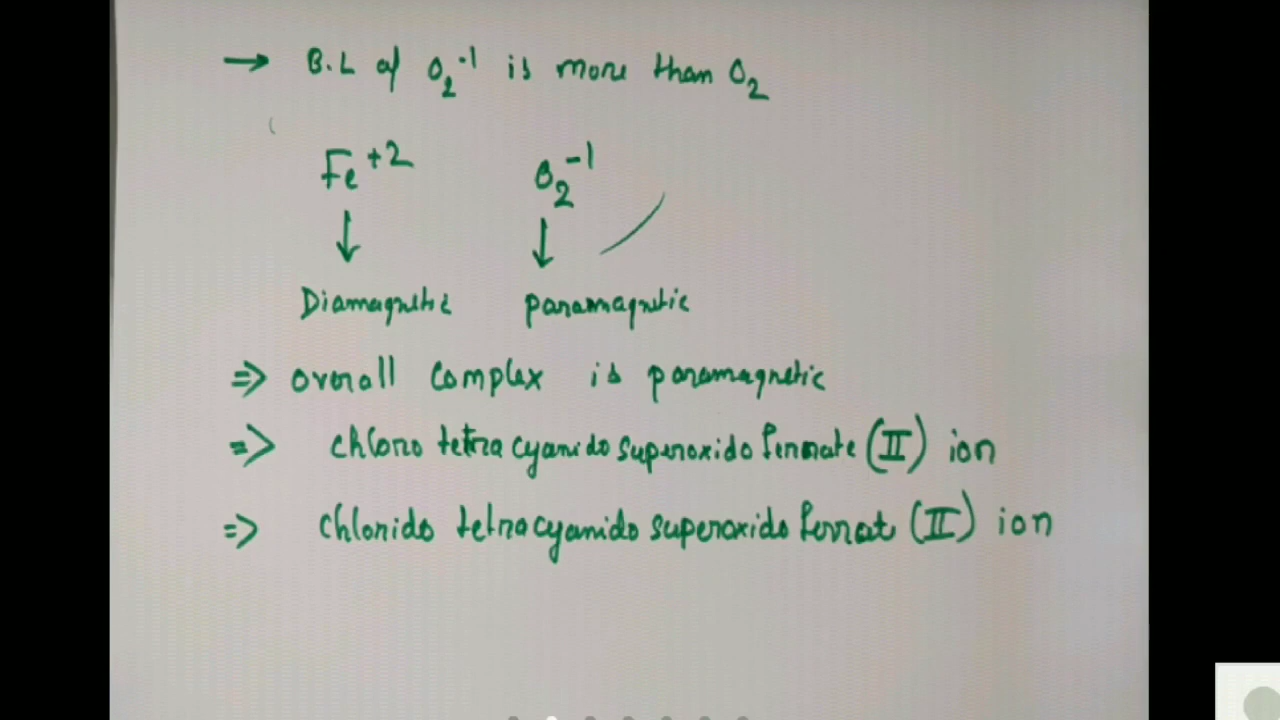 → B.L of O₂⁻¹ is more than O₂
Fe⁺² O₂⁻¹
↓ ↓
Diamagnetic paramagnetic
⇒ overall complex is paramagnetic
⇒ chloro tetra cyanido superoxido ferrate (II) ion
⇒ chlorido tetracyanido superoxido ferrat (II) ion